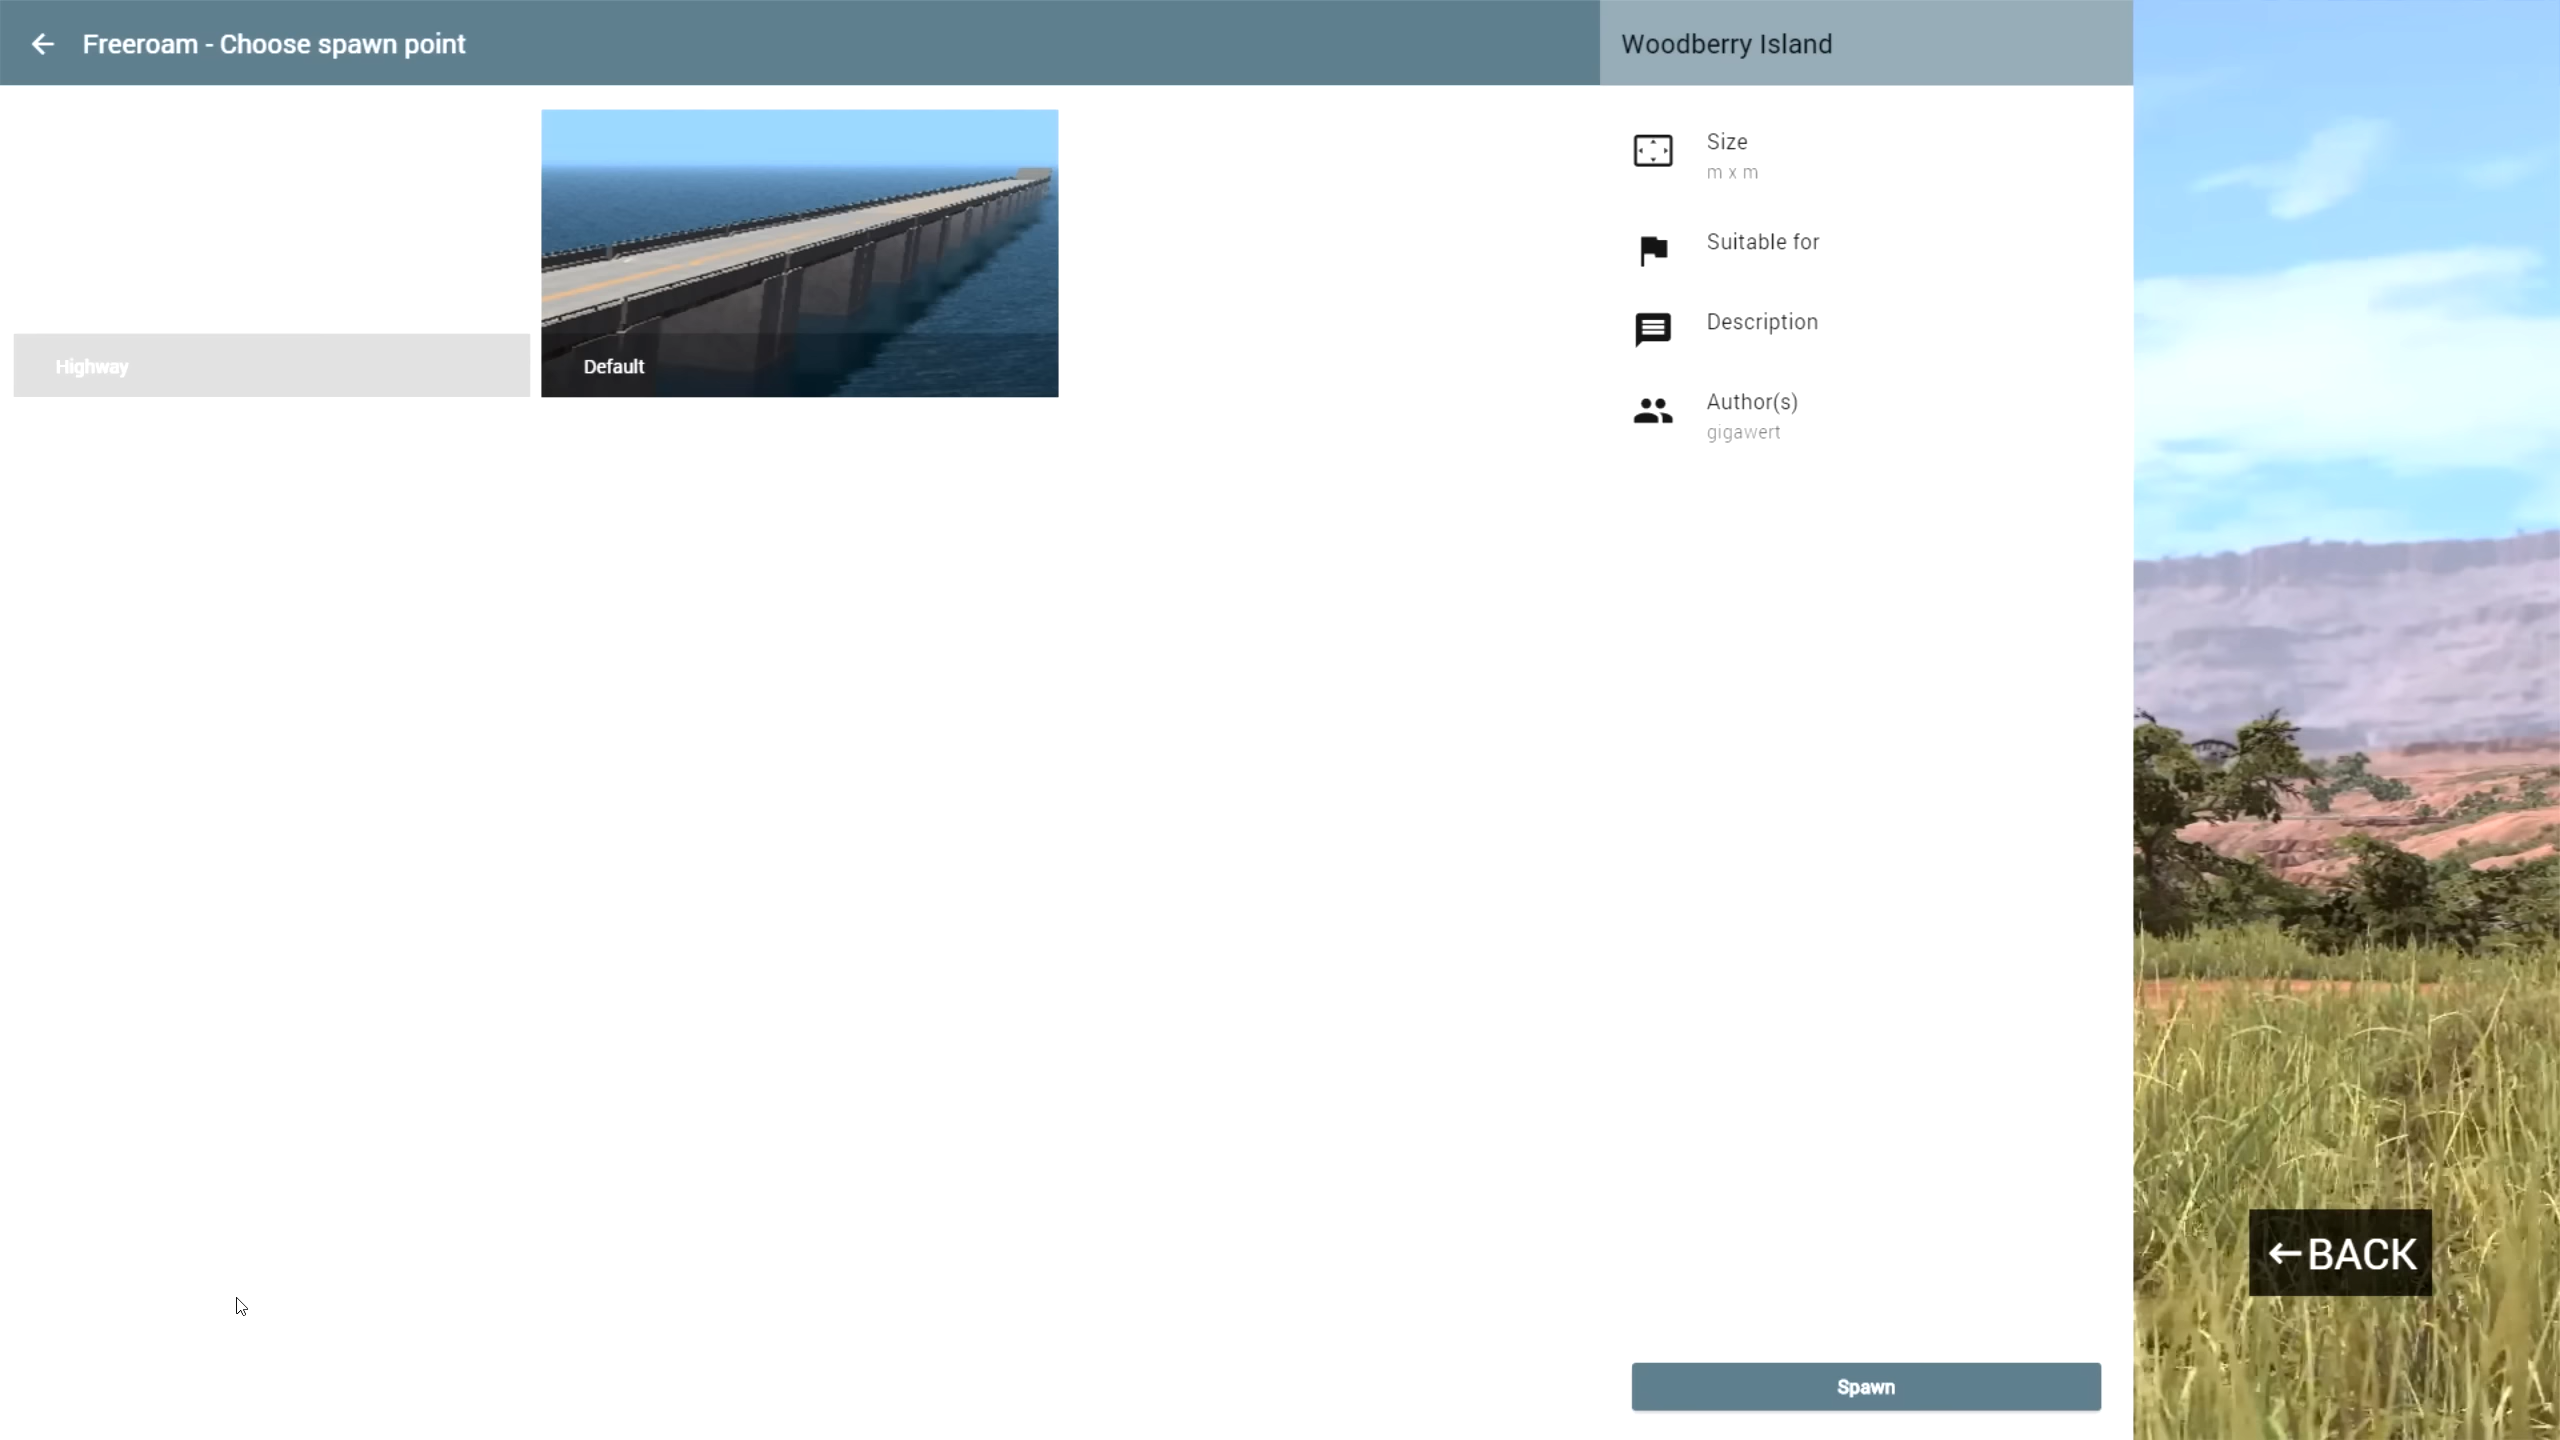 Freeroam - Choose spawn point
Woodberry Island
Highway
Default
Size
m x m
Suitable for
Description
Author(s)
gigawert
Spawn
←BACK